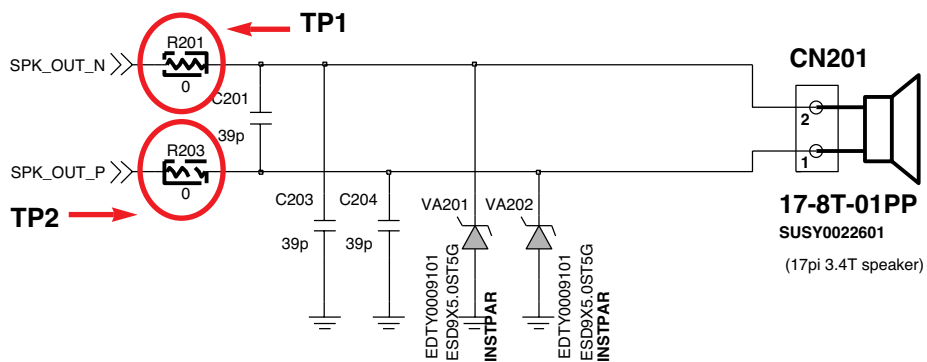 TP1
R201
SPK_OUT_N
0
CN201
C201
39p
2
R203
1
SPK_OUT_P
0
TP2
C203
C204
VA201
VA202
39p
39p
17-8T-01PP
SUSY0022601
(17pi 3.4T speaker)
EDTY0009101
ESD9X5.0ST5G
INSTPAR
EDTY0009101
ESD9X5.0ST5G
INSTPAR